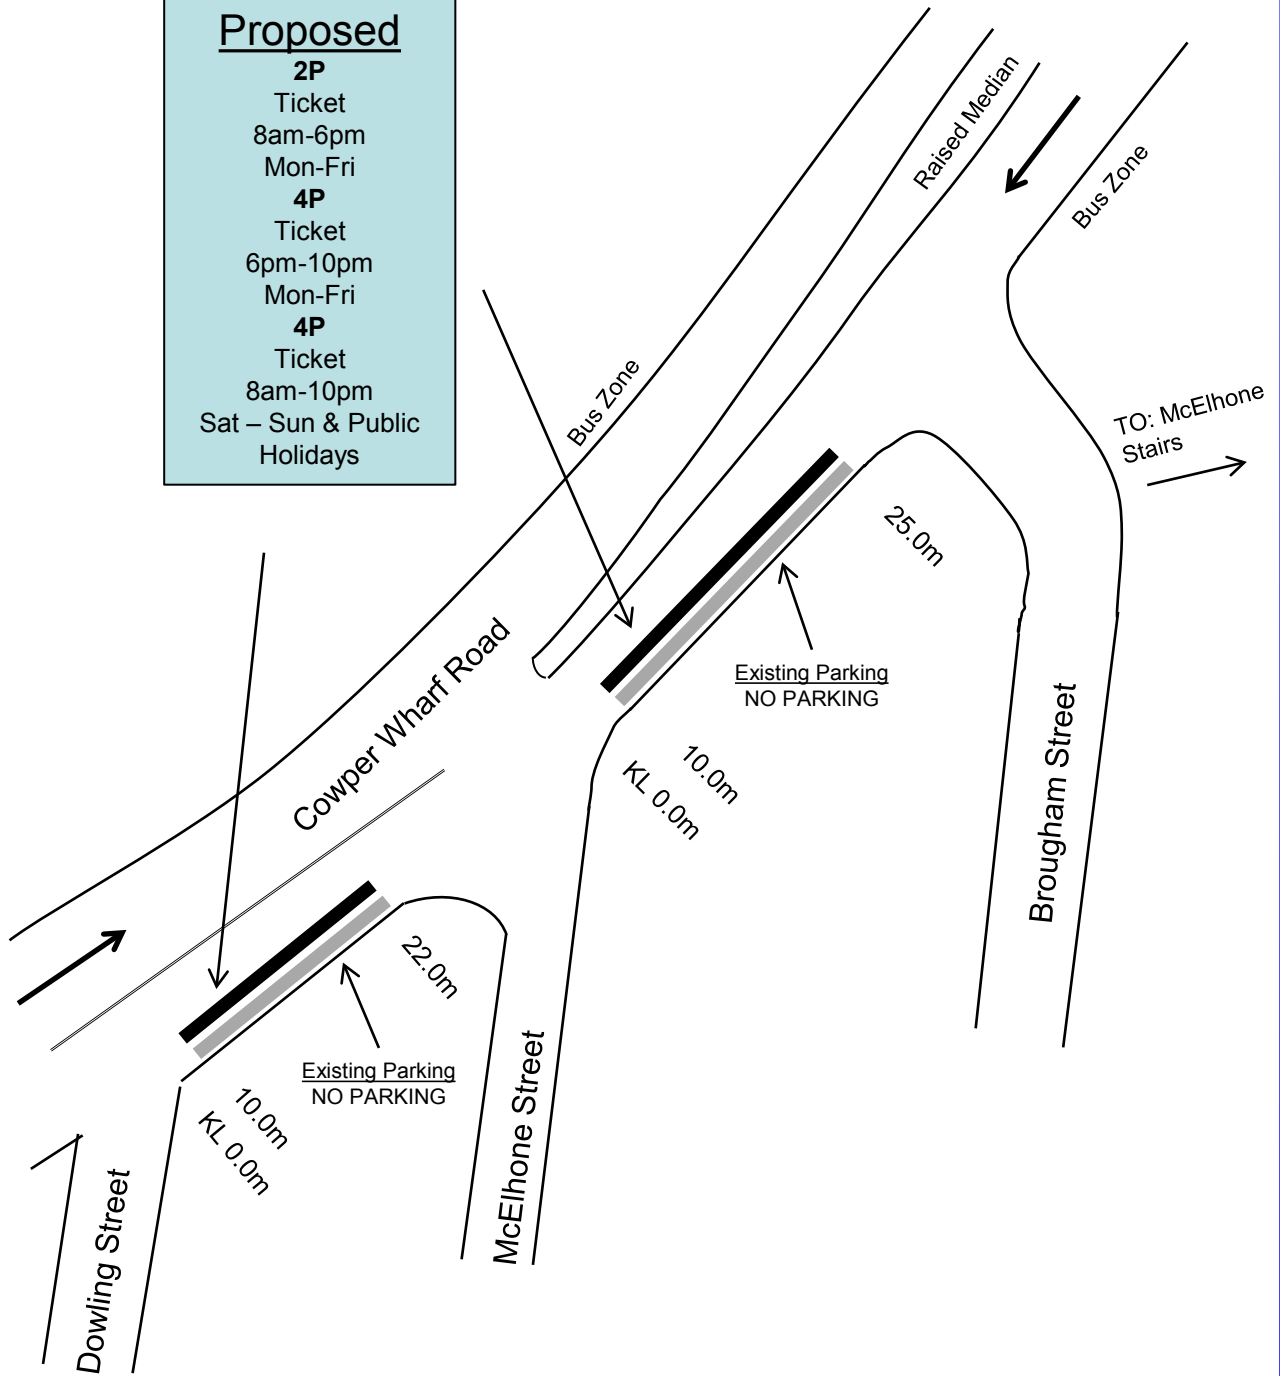 Proposed
2P
Ticket
8am-6pm
Mon-Fri
4P
Ticket
6pm-10pm
Mon-Fri
4P
Ticket
8am-10pm
Sat – Sun & Public
Holidays
Raised Median
Bus Zone
Bus Zone
TO: McElhone
Stairs
25.0m
Existing Parking
NO PARKING
10.0m
KL 0.0m
Cowper Wharf Road
Brougham Street
22.0m
Existing Parking
NO PARKING
10.0m
KL 0.0m
McElhone Street
Dowling Street